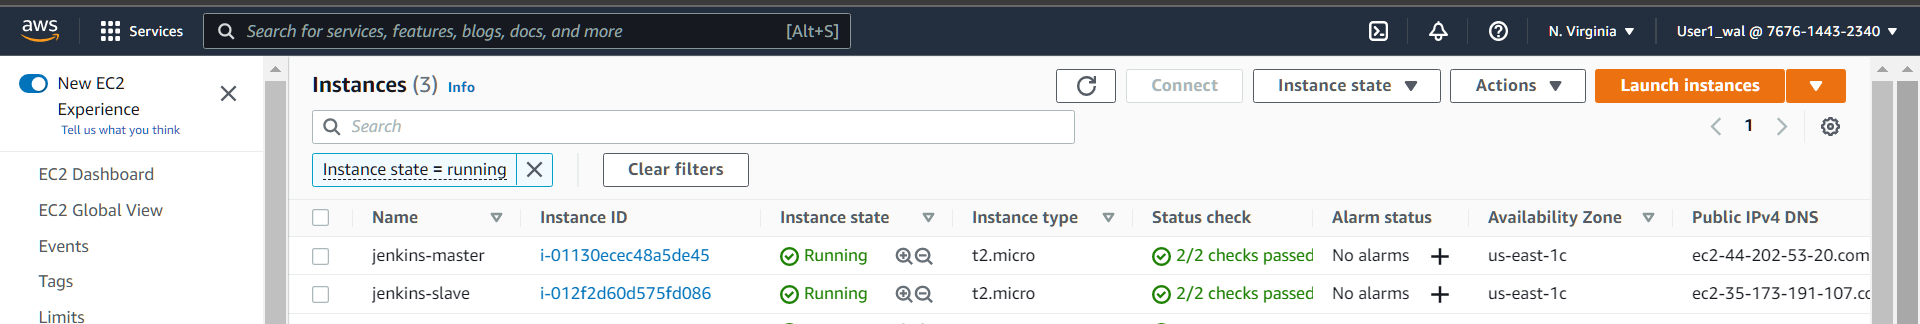 aws Services Search for services, features, blogs, docs, and more [Alt+S] N. Virginia User1_wal @ 7676-1443-2340
New EC2
Experience
Tell us what you think
EC2 Dashboard
EC2 Global View
Events
Tags
Limits
Instances (3) Info Connect Instance state Actions Launch instances
Search
1
Instance state = running Clear filters
Name Instance ID Instance state Instance type Status check Alarm status Availability Zone Public IPv4 DNS
jenkins-master i-01130ecec48a5de45 Running t2.micro 2/2 checks passed No alarms + us-east-1c ec2-44-202-53-20.com
jenkins-slave i-012f2d60d575fd086 Running t2.micro 2/2 checks passed No alarms + us-east-1c ec2-35-173-191-107.co